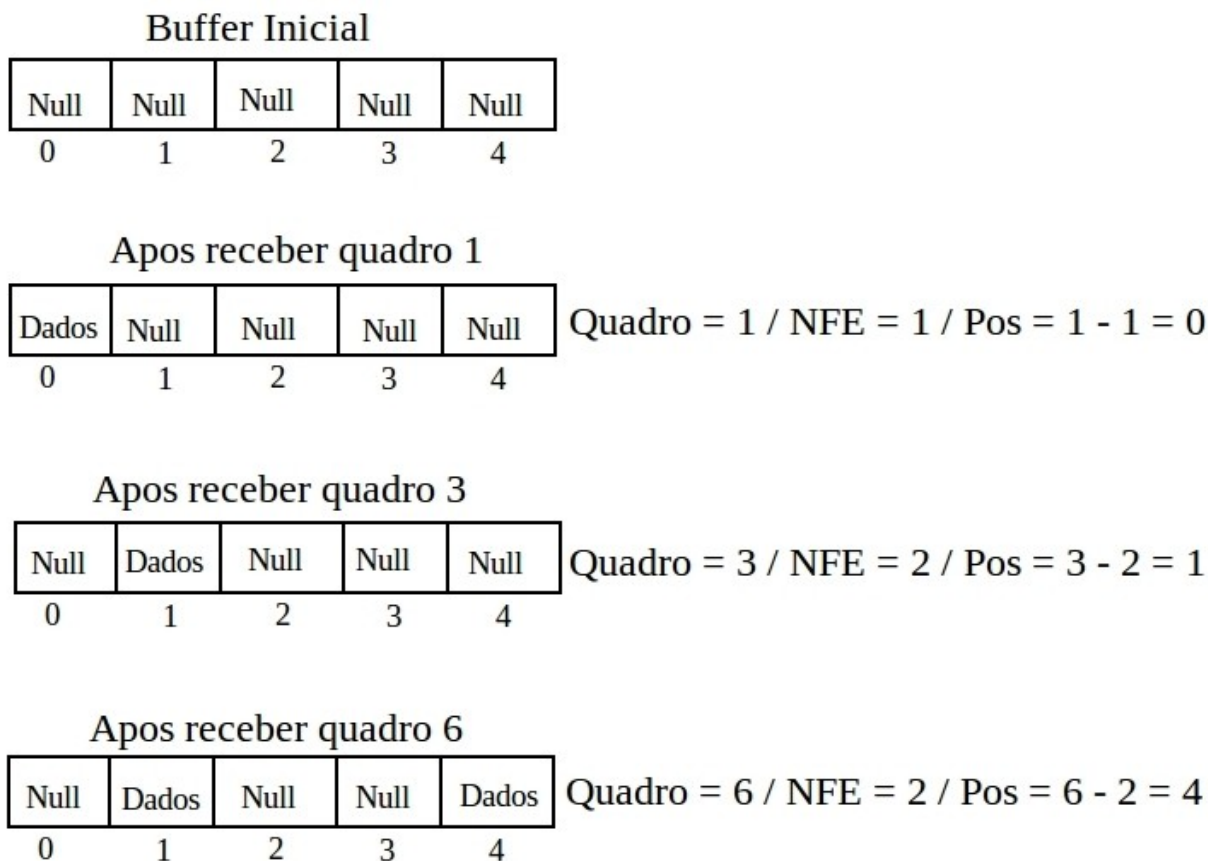 Buffer Inicial
Null Null Null Null Null
0 1 2 3 4
Apos receber quadro 1
Dados Null Null Null Null Quadro = 1 / NFE = 1 / Pos = 1 - 1 = 0
0 1 2 3 4
Apos receber quadro 3
Null Dados Null Null Null Quadro = 3 / NFE = 2 / Pos = 3 - 2 = 1
0 1 2 3 4
Apos receber quadro 6
Null Dados Null Null Dados Quadro = 6 / NFE = 2 / Pos = 6 - 2 = 4
0 1 2 3 4